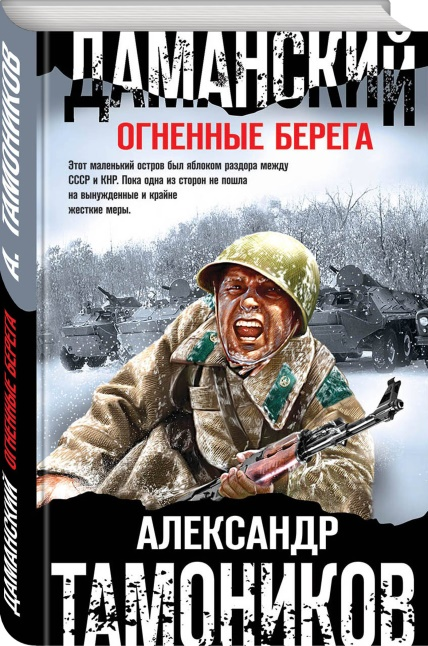 ДАМАНСКИЙ
ОГНЕННЫЕ БЕРЕГА
Этот маленький остров был яблоком раздора между
СССР и КНР. Пока одна из сторон не пошла
на вынужденные и крайне
жесткие меры.
АЛЕКСАНДР
ТАМОНИКОВ
ДАМАНСКИЙ ОГНЕННЫЕ БЕРЕГА А. ТАМОНИКОВ